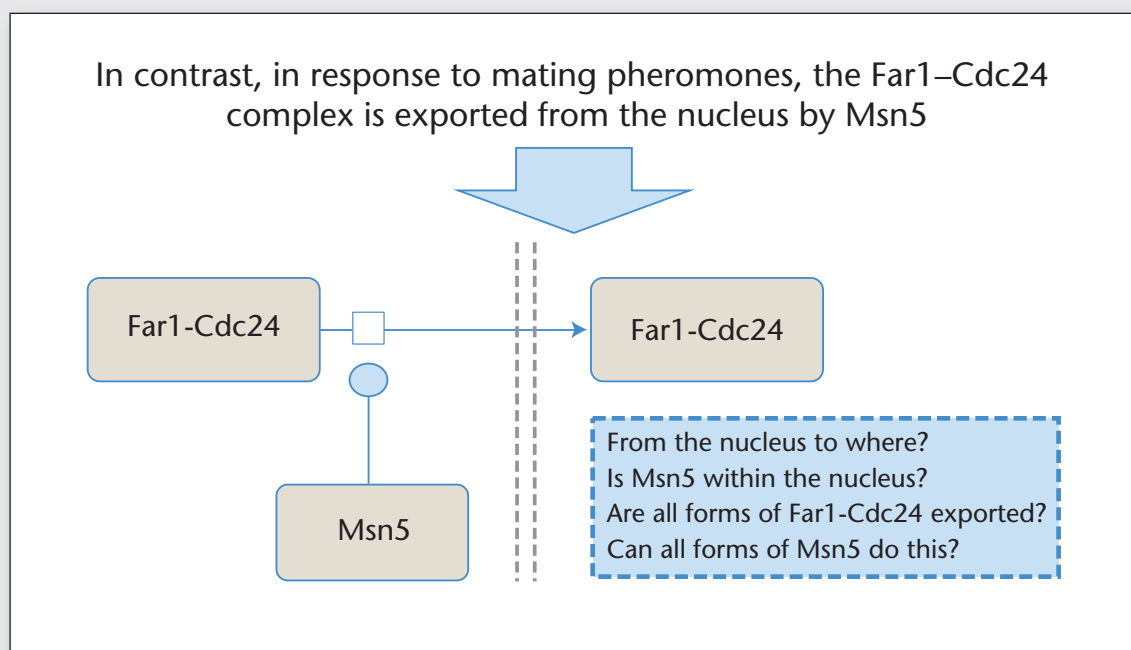 In contrast, in response to mating pheromones, the Far1–Cdc24
complex is exported from the nucleus by Msn5
Far1-Cdc24
Far1-Cdc24
Msn5
From the nucleus to where?
Is Msn5 within the nucleus?
Are all forms of Far1-Cdc24 exported?
Can all forms of Msn5 do this?